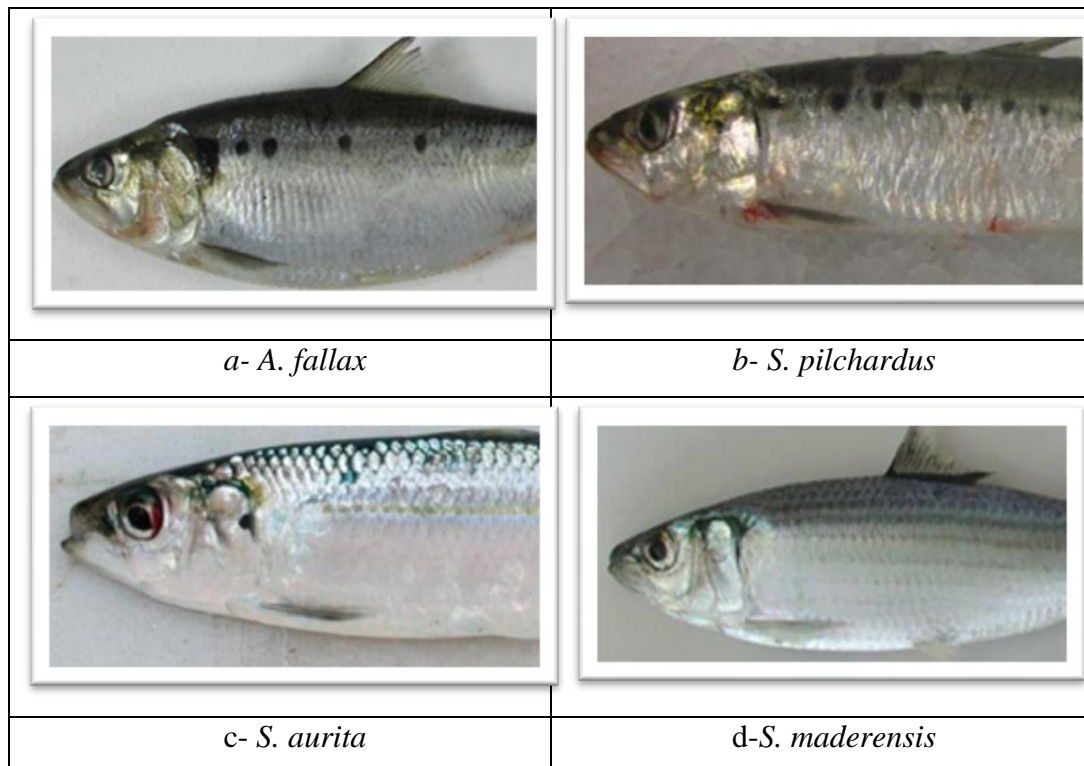 a- A. fallax
b- S. pilchardus
c- S. aurita
d-S. maderensis